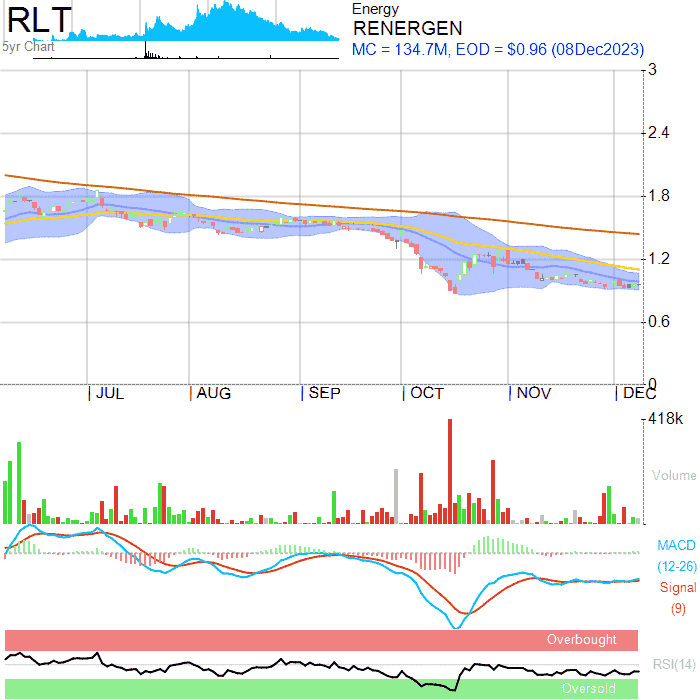 RLT
5yr Chart
Energy
RENERGEN
MC = 134.7M, EOD = $0.96 (08Dec2023)
3
2.4
1.8
1.2
0.6
0
JUL AUG SEP OCT NOV DEC
418k
Volume
MACD
(12-26)
Signal
(9)
Overbought
RSI(14)
Oversold